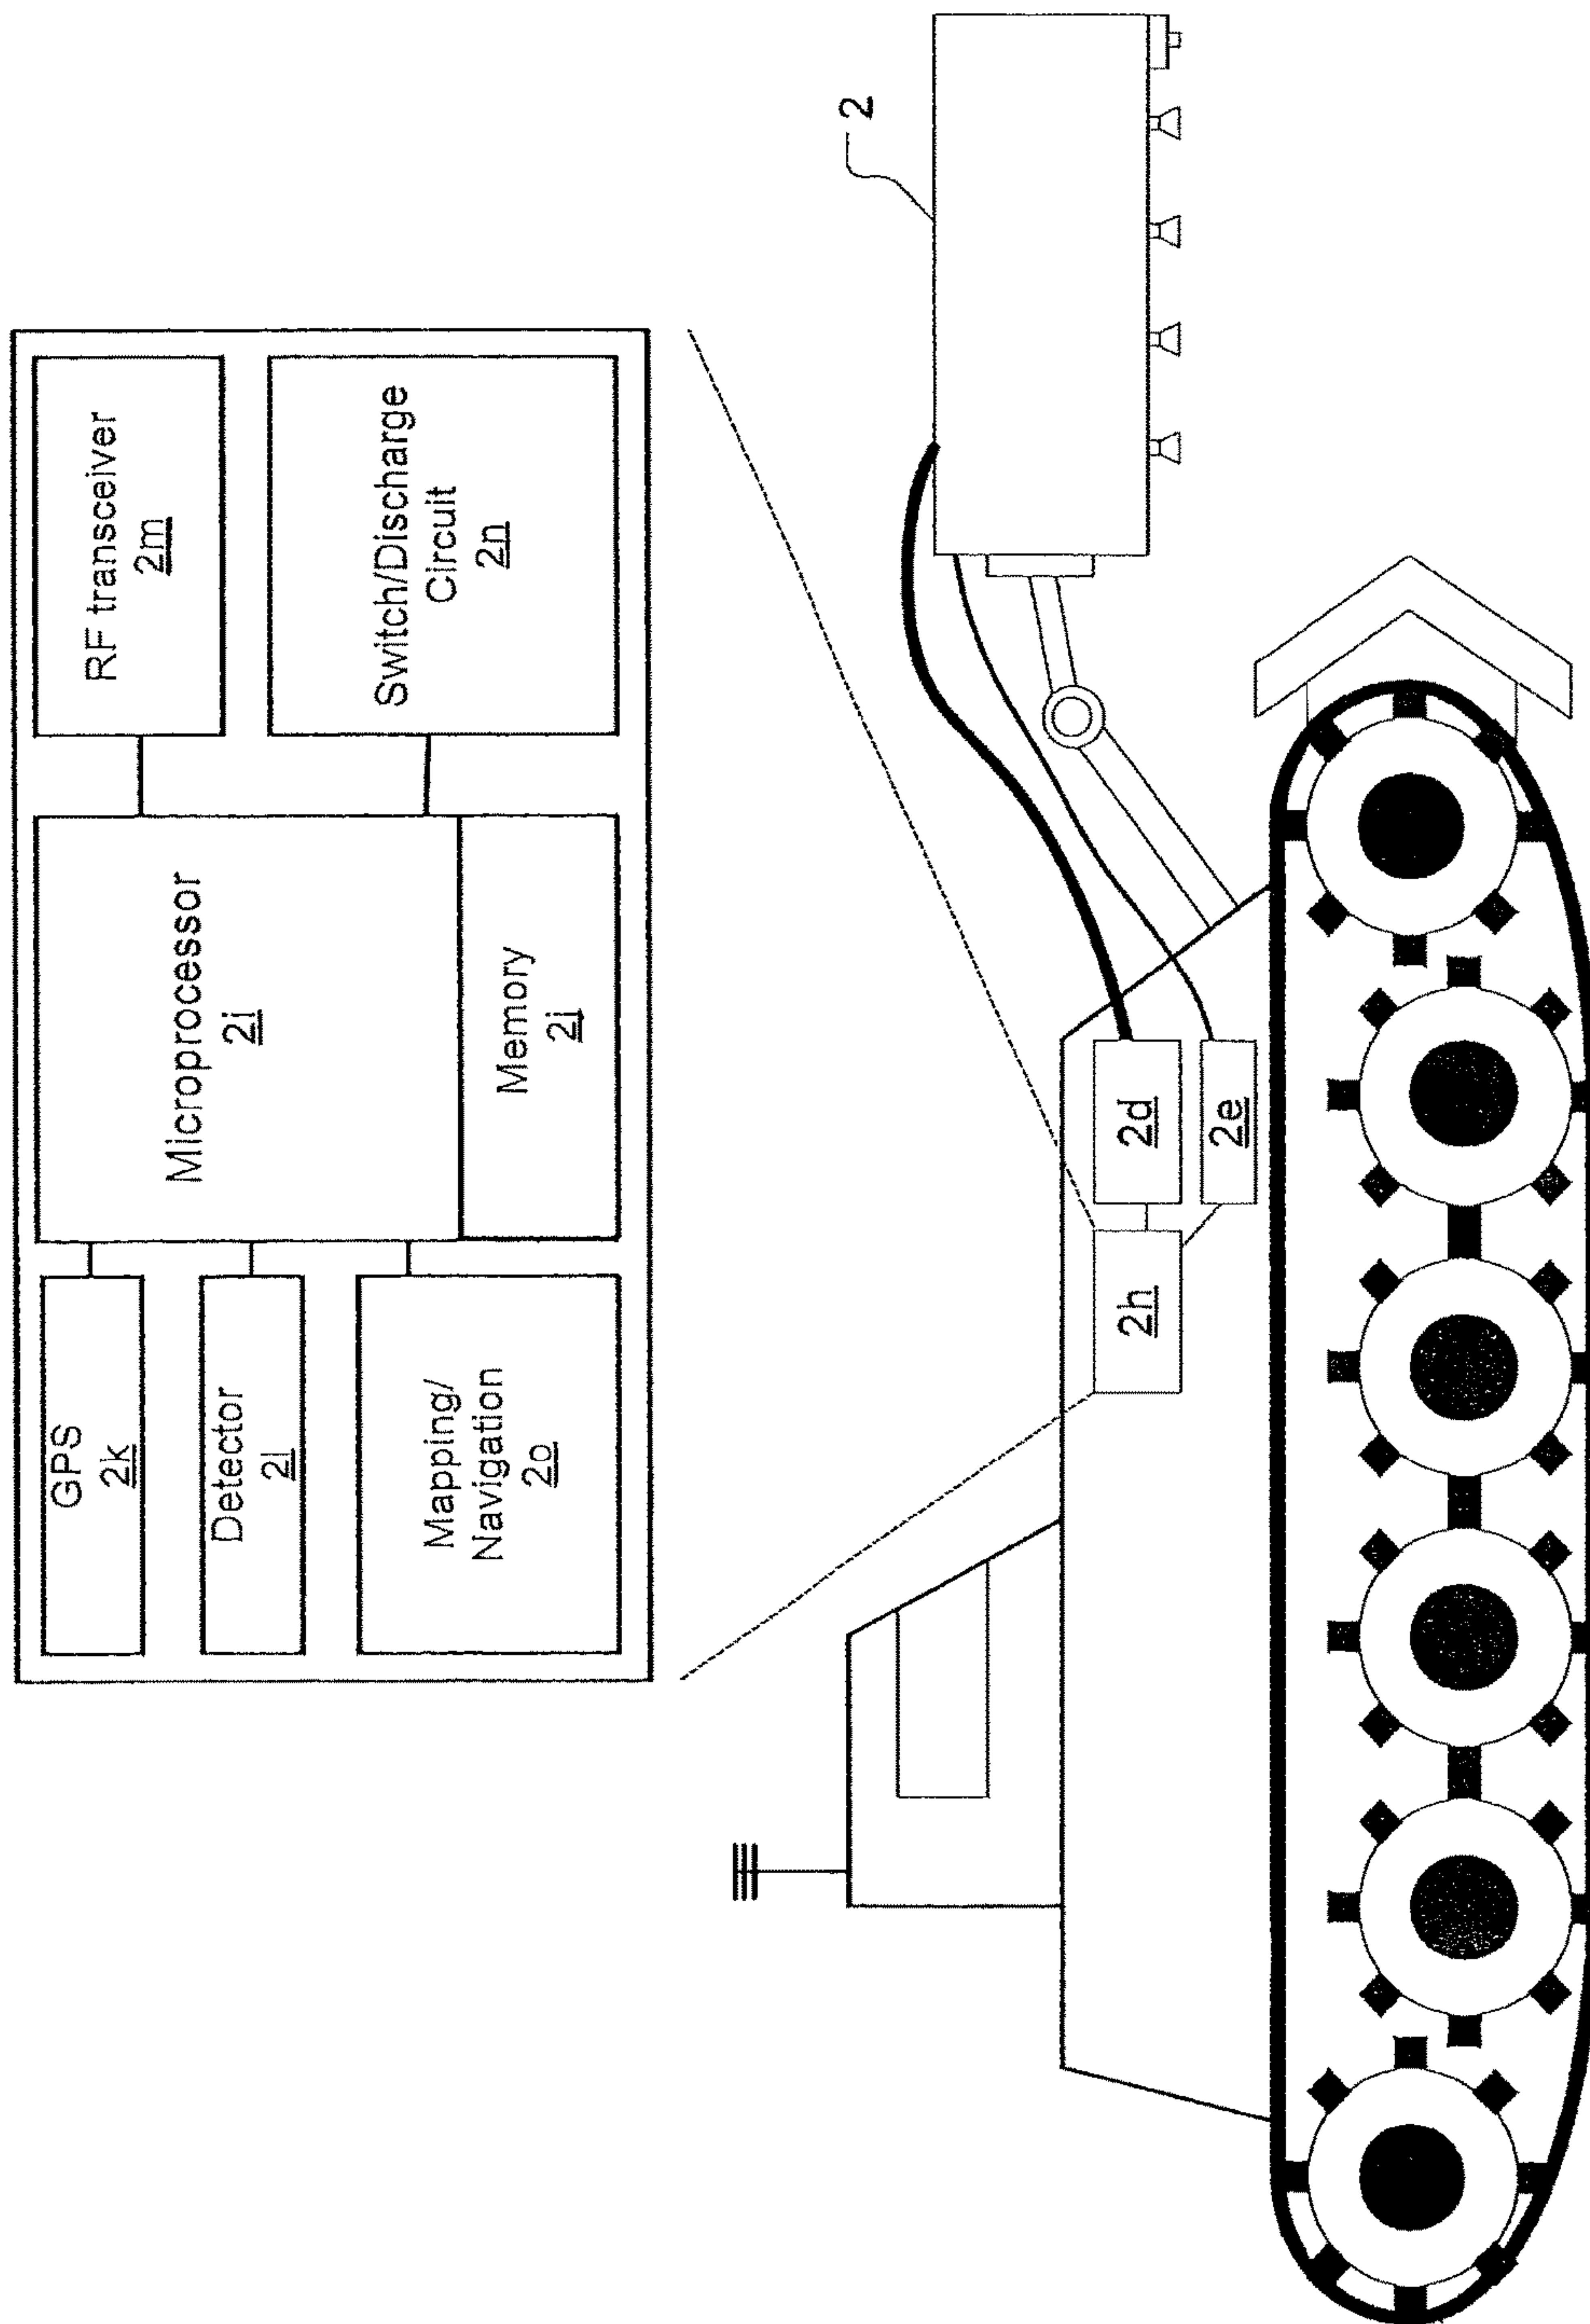 GPS
2k
Detector
2l
Mapping/
Navigation
2o
Microprocessor
2i
Memory
2j
RF transceiver
2m
Switch/Discharge
Circuit
2n
2
2h
2d
2e